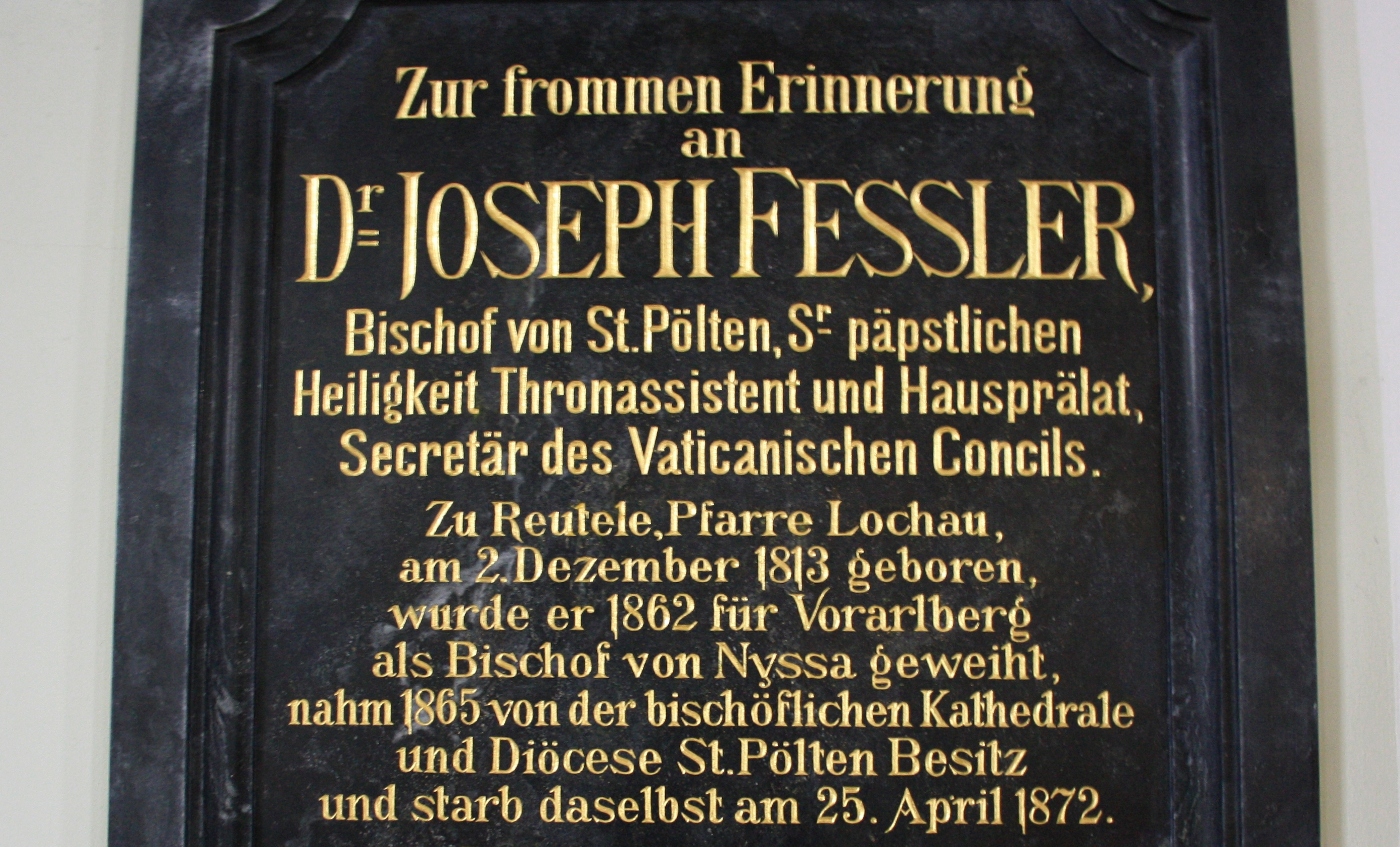 Zur frommen Erinnerung
an
Dr= JOSEPH FESSLER,
Bischof von St. Pölten, Sr päpstlichen
Heiligkeit Thronassistent und Hausprälat,
Secretär des Vaticanischen Concils.
Zu Reutele, Pfarre Lochau,
am 2. Dezember 1813 geboren,
wurde er 1862 für Vorarlberg
als Bischof von Nyssa geweiht,
nahm 1865 von der bischöflichen Kathedrale
und Diöcese St. Pölten Besitz
und starb daselbst am 25. April 1872.